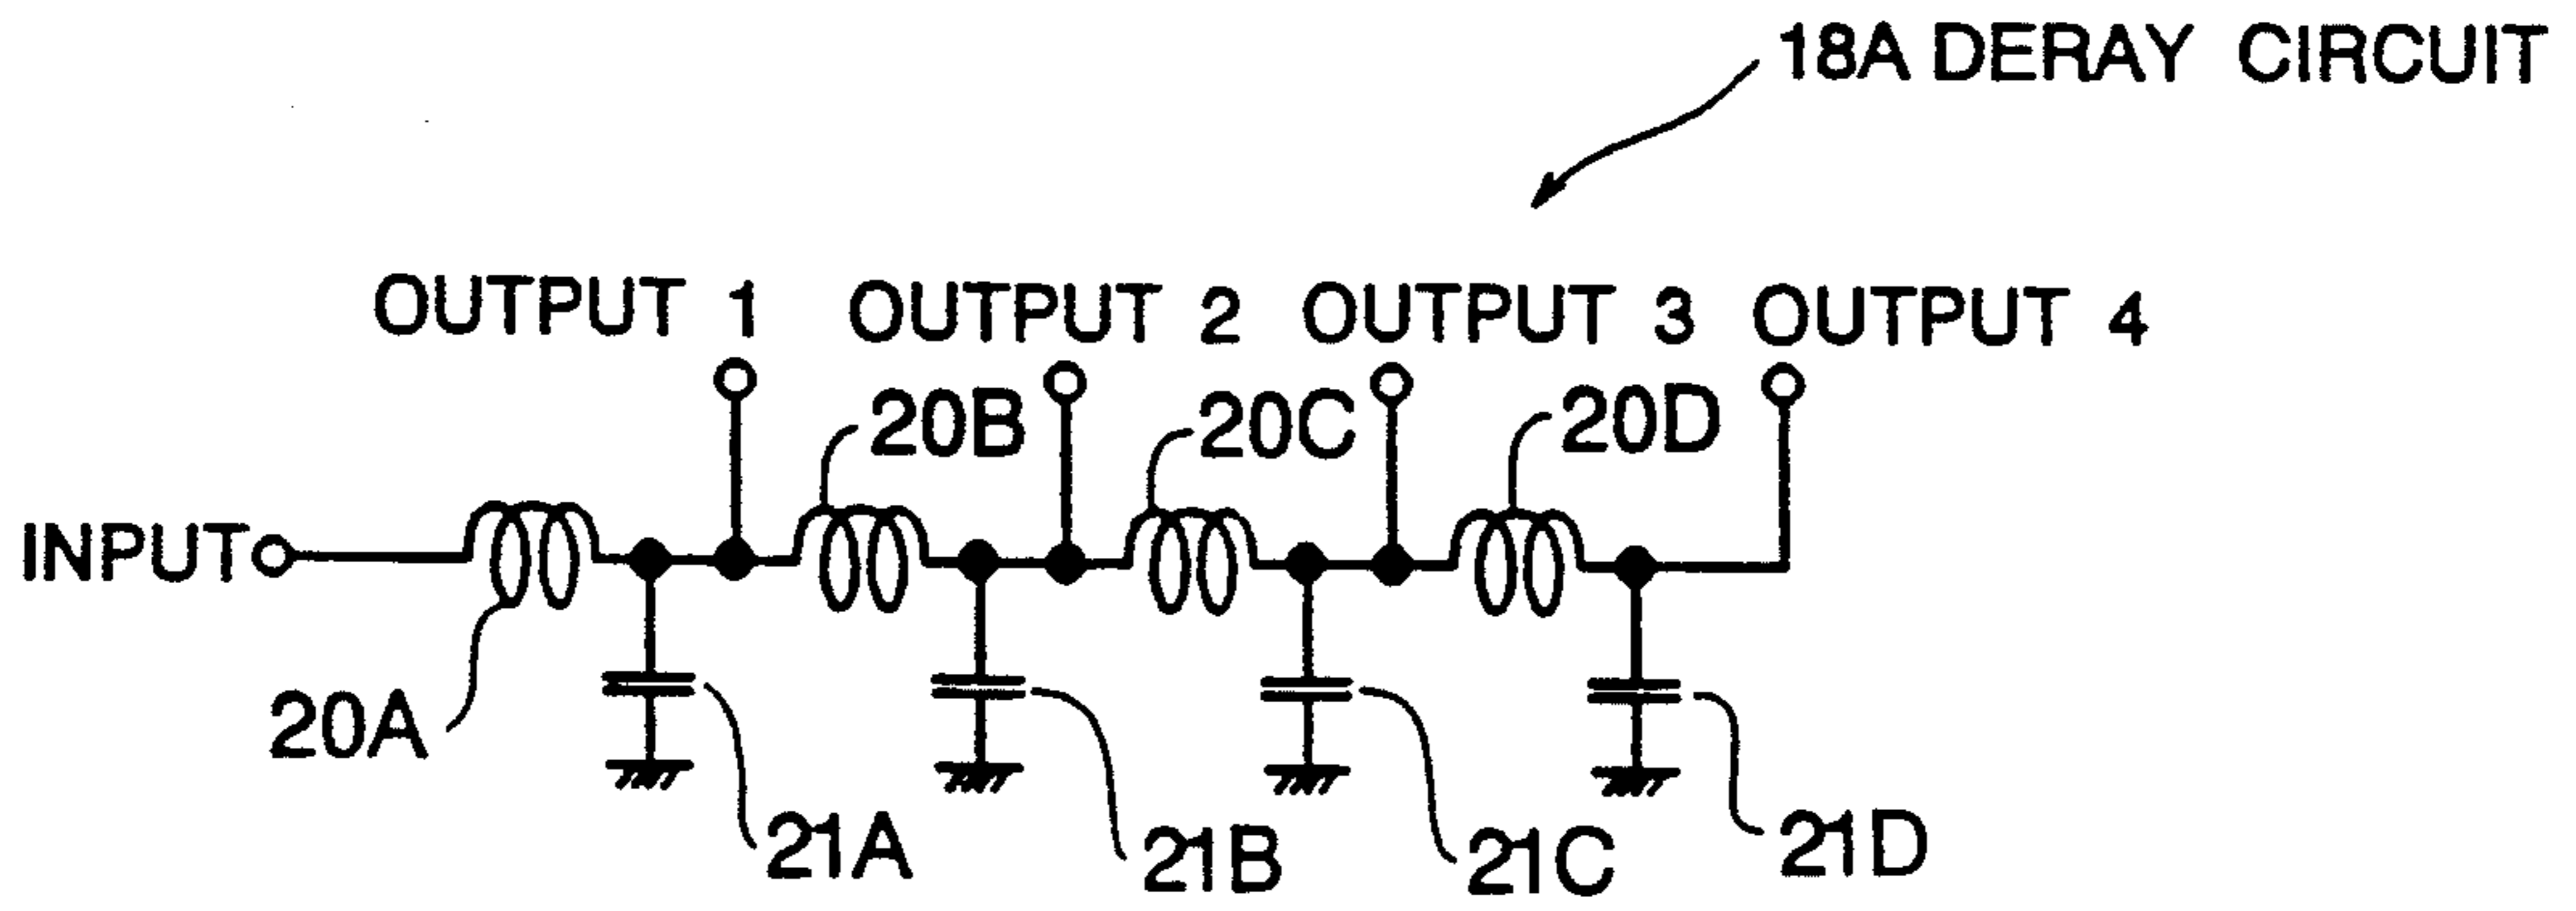 18A DERAY CIRCUIT
OUTPUT 1 OUTPUT 2 OUTPUT 3 OUTPUT 4
20B 20C 20D
INPUT
20A
21A 21B 21C 21D